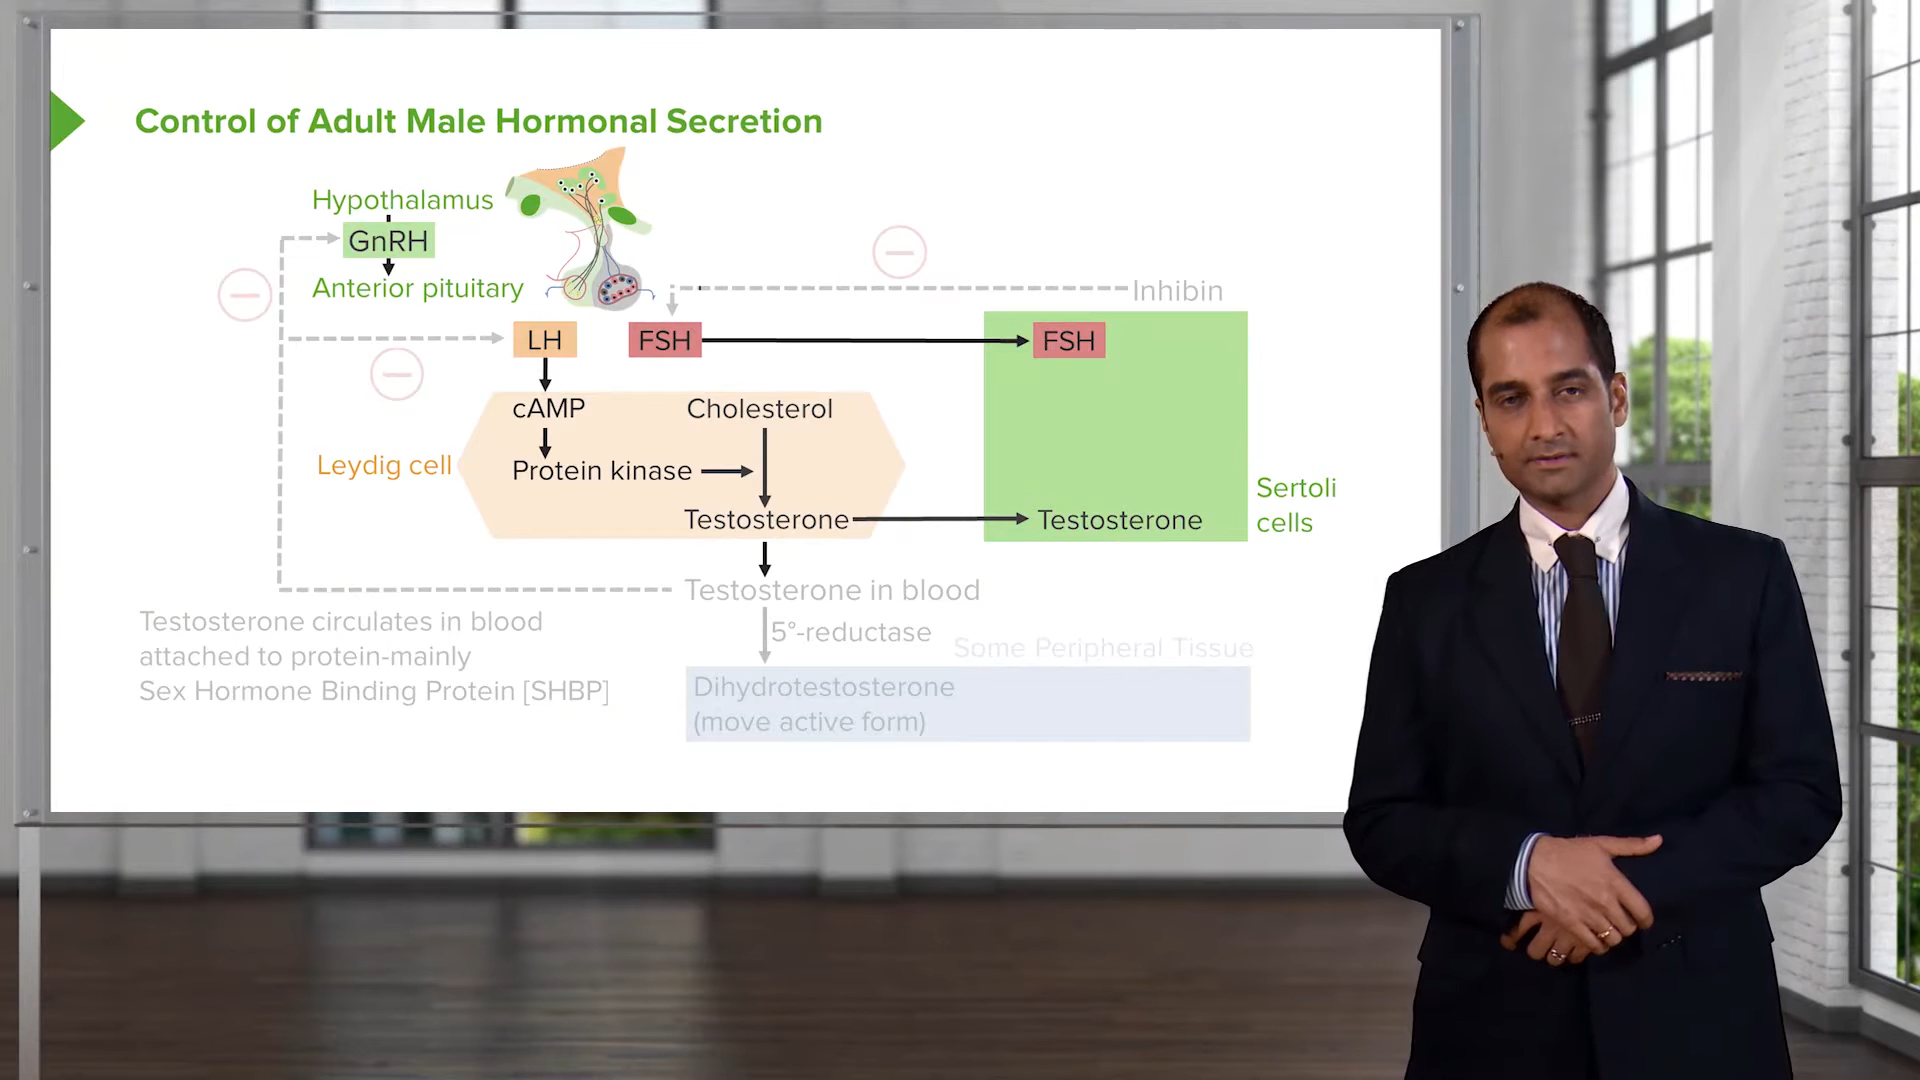 Control of Adult Male Hormonal Secretion
Hypothalamus
GnRH
Anterior pituitary
Inhibin
LH
FSH
FSH
cAMP
Cholesterol
Leydig cell
Protein kinase
Sertoli
cells
Testosterone
Testosterone
Testosterone in blood
Testosterone circulates in blood
attached to protein-mainly
Sex Hormone Binding Protein [SHBP]
5°-reductase
Some Peripheral Tissue
Dihydrotestosterone
(move active form)